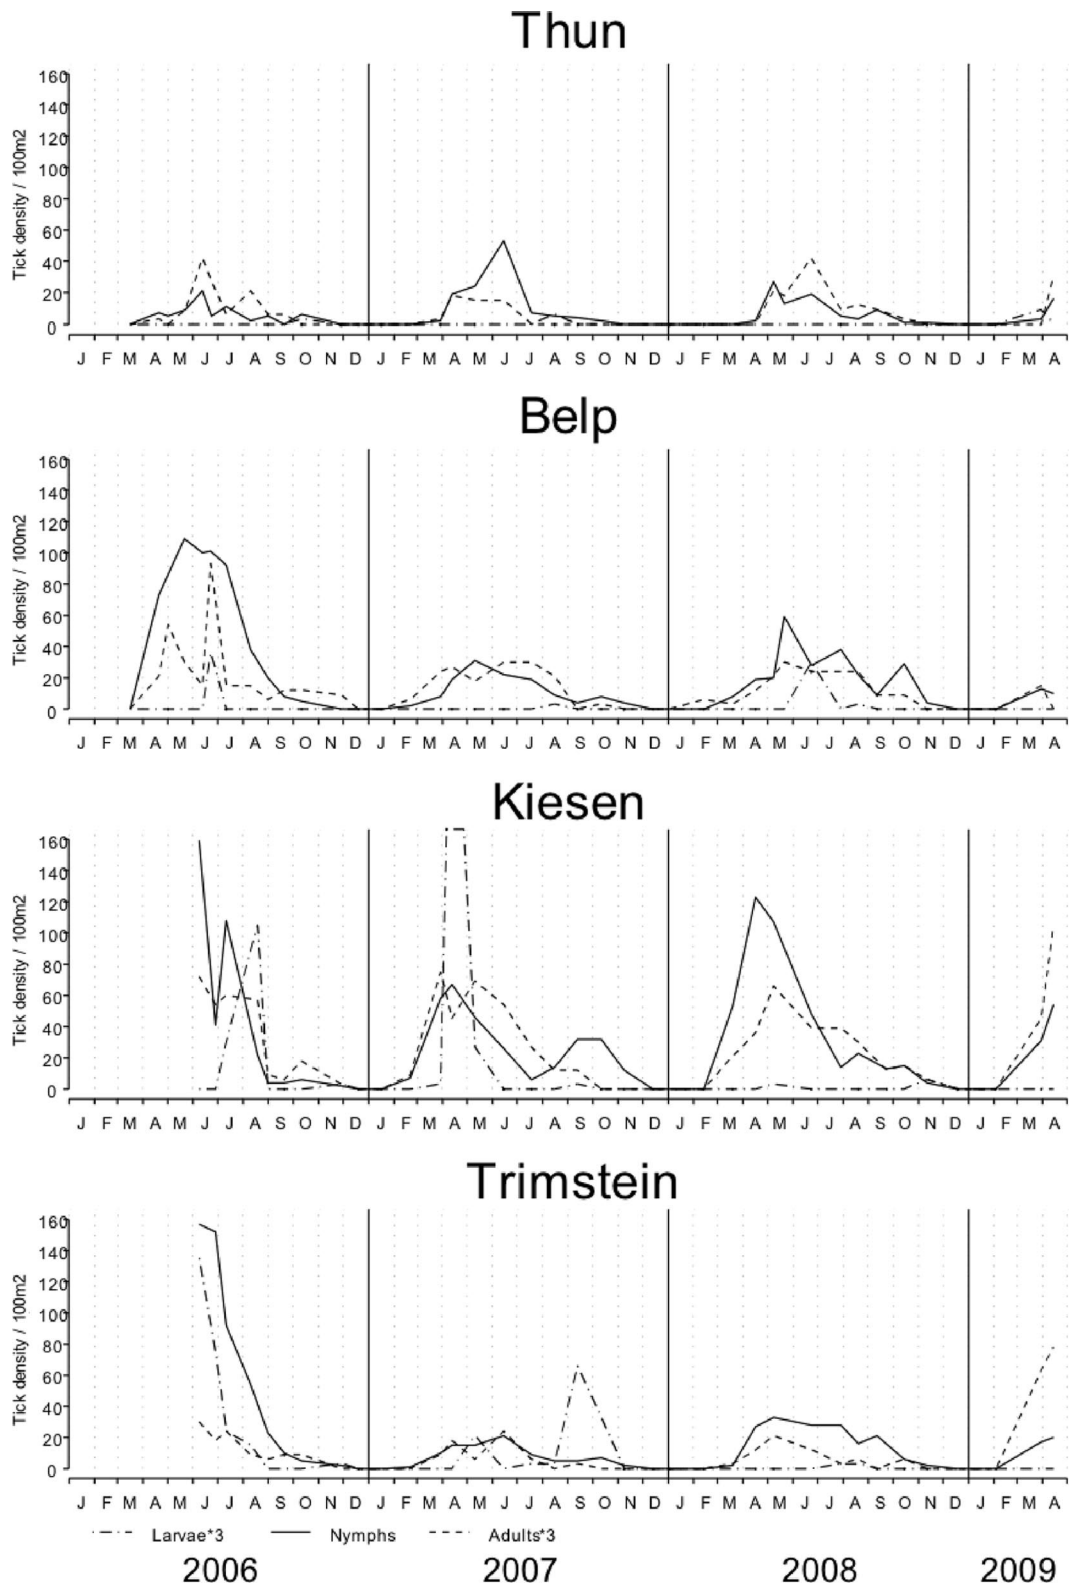 Thun
160
140
120
100
80
60
40
20
0
Tick density / 100m2
J F M A M J J A S O N D J F M A M J J A S O N D J F M A M J J A S O N D J F M A
Belp
160
140
120
100
80
60
40
20
0
Tick density / 100m2
J F M A M J J A S O N D J F M A M J J A S O N D J F M A M J J A S O N D J F M A
Kiesen
160
140
120
100
80
60
40
20
0
Tick density / 100m2
J F M A M J J A S O N D J F M A M J J A S O N D J F M A M J J A S O N D J F M A
Trimstein
160
140
120
100
80
60
40
20
0
Tick density / 100m2
J F M A M J J A S O N D J F M A M J J A S O N D J F M A M J J A S O N D J F M A
Larvae*3 Nymphs Adults*3
2006 2007 2008 2009